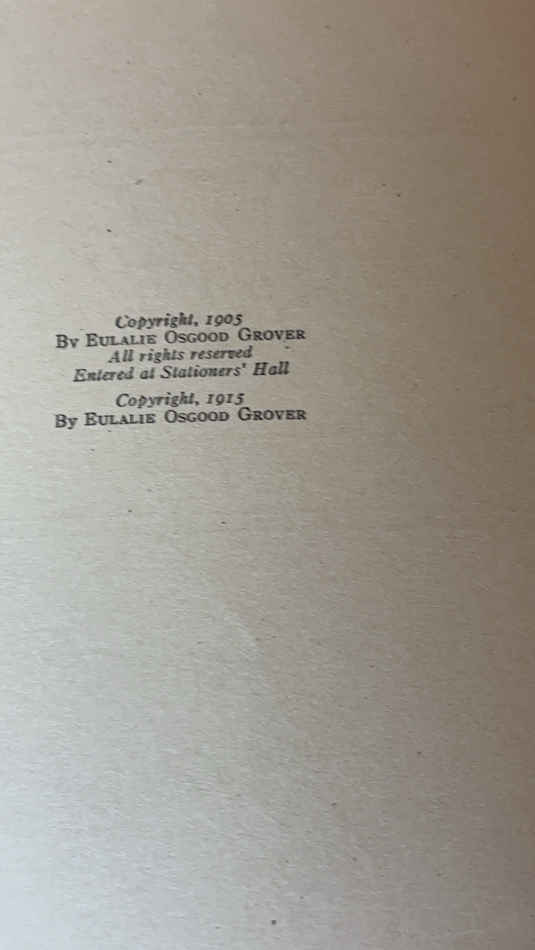 Copyright, 1905
By EULALIE OSGOOD GROVER
All rights reserved
Entered at Stationers' Hall
Copyright, 1915
By EULALIE OSGOOD GROVER